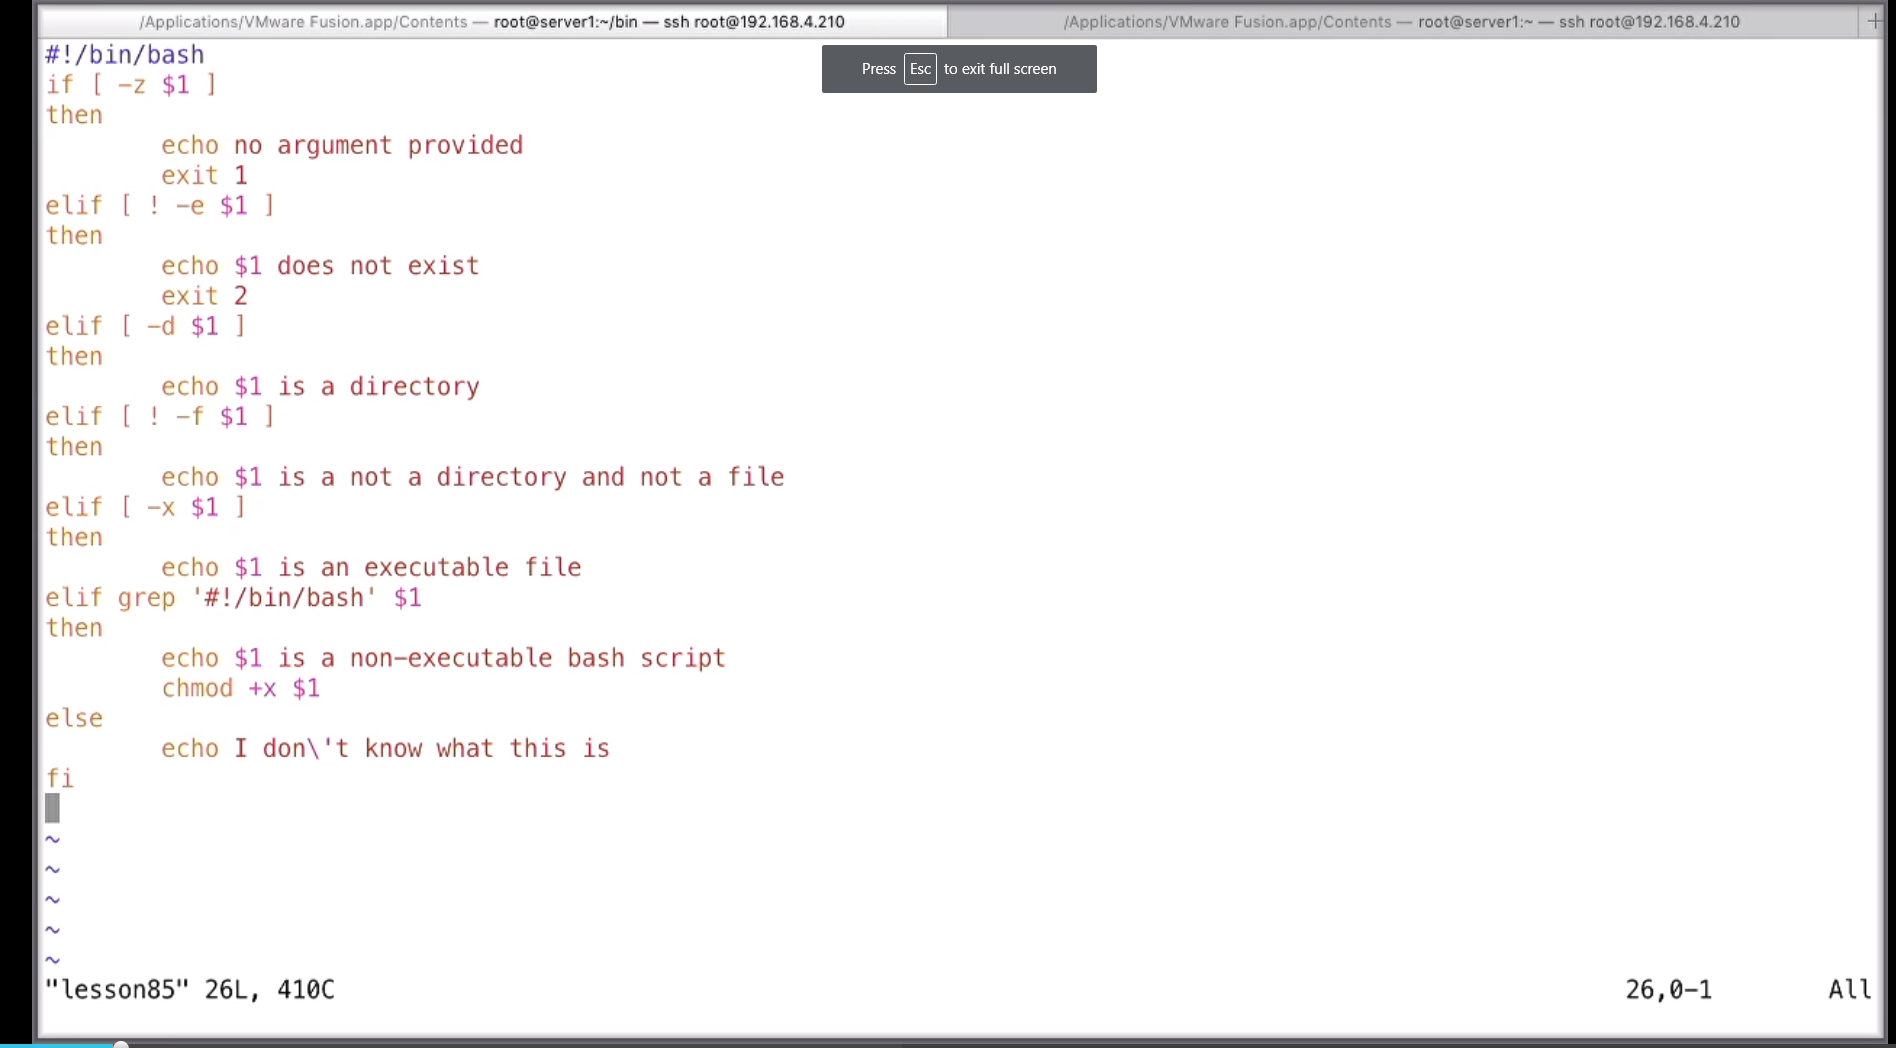 /Applications/VMware Fusion.app/Contents — root@server1:~/bin — ssh root@192.168.4.210
/Applications/VMware Fusion.app/Contents — root@server1:~ — ssh root@192.168.4.210
+
Press Esc to exit full screen
#!/bin/bash
if [ -z $1 ]
then
        echo no argument provided
        exit 1
elif [ ! -e $1 ]
then
        echo $1 does not exist
        exit 2
elif [ -d $1 ]
then
        echo $1 is a directory
elif [ ! -f $1 ]
then
        echo $1 is a not a directory and not a file
elif [ -x $1 ]
then
        echo $1 is an executable file
elif grep '#!/bin/bash' $1
then
        echo $1 is a non-executable bash script
        chmod +x $1
else
        echo I don\'t know what this is
fi
~
~
~
~
~
"lesson85" 26L, 410C 26,0-1 All